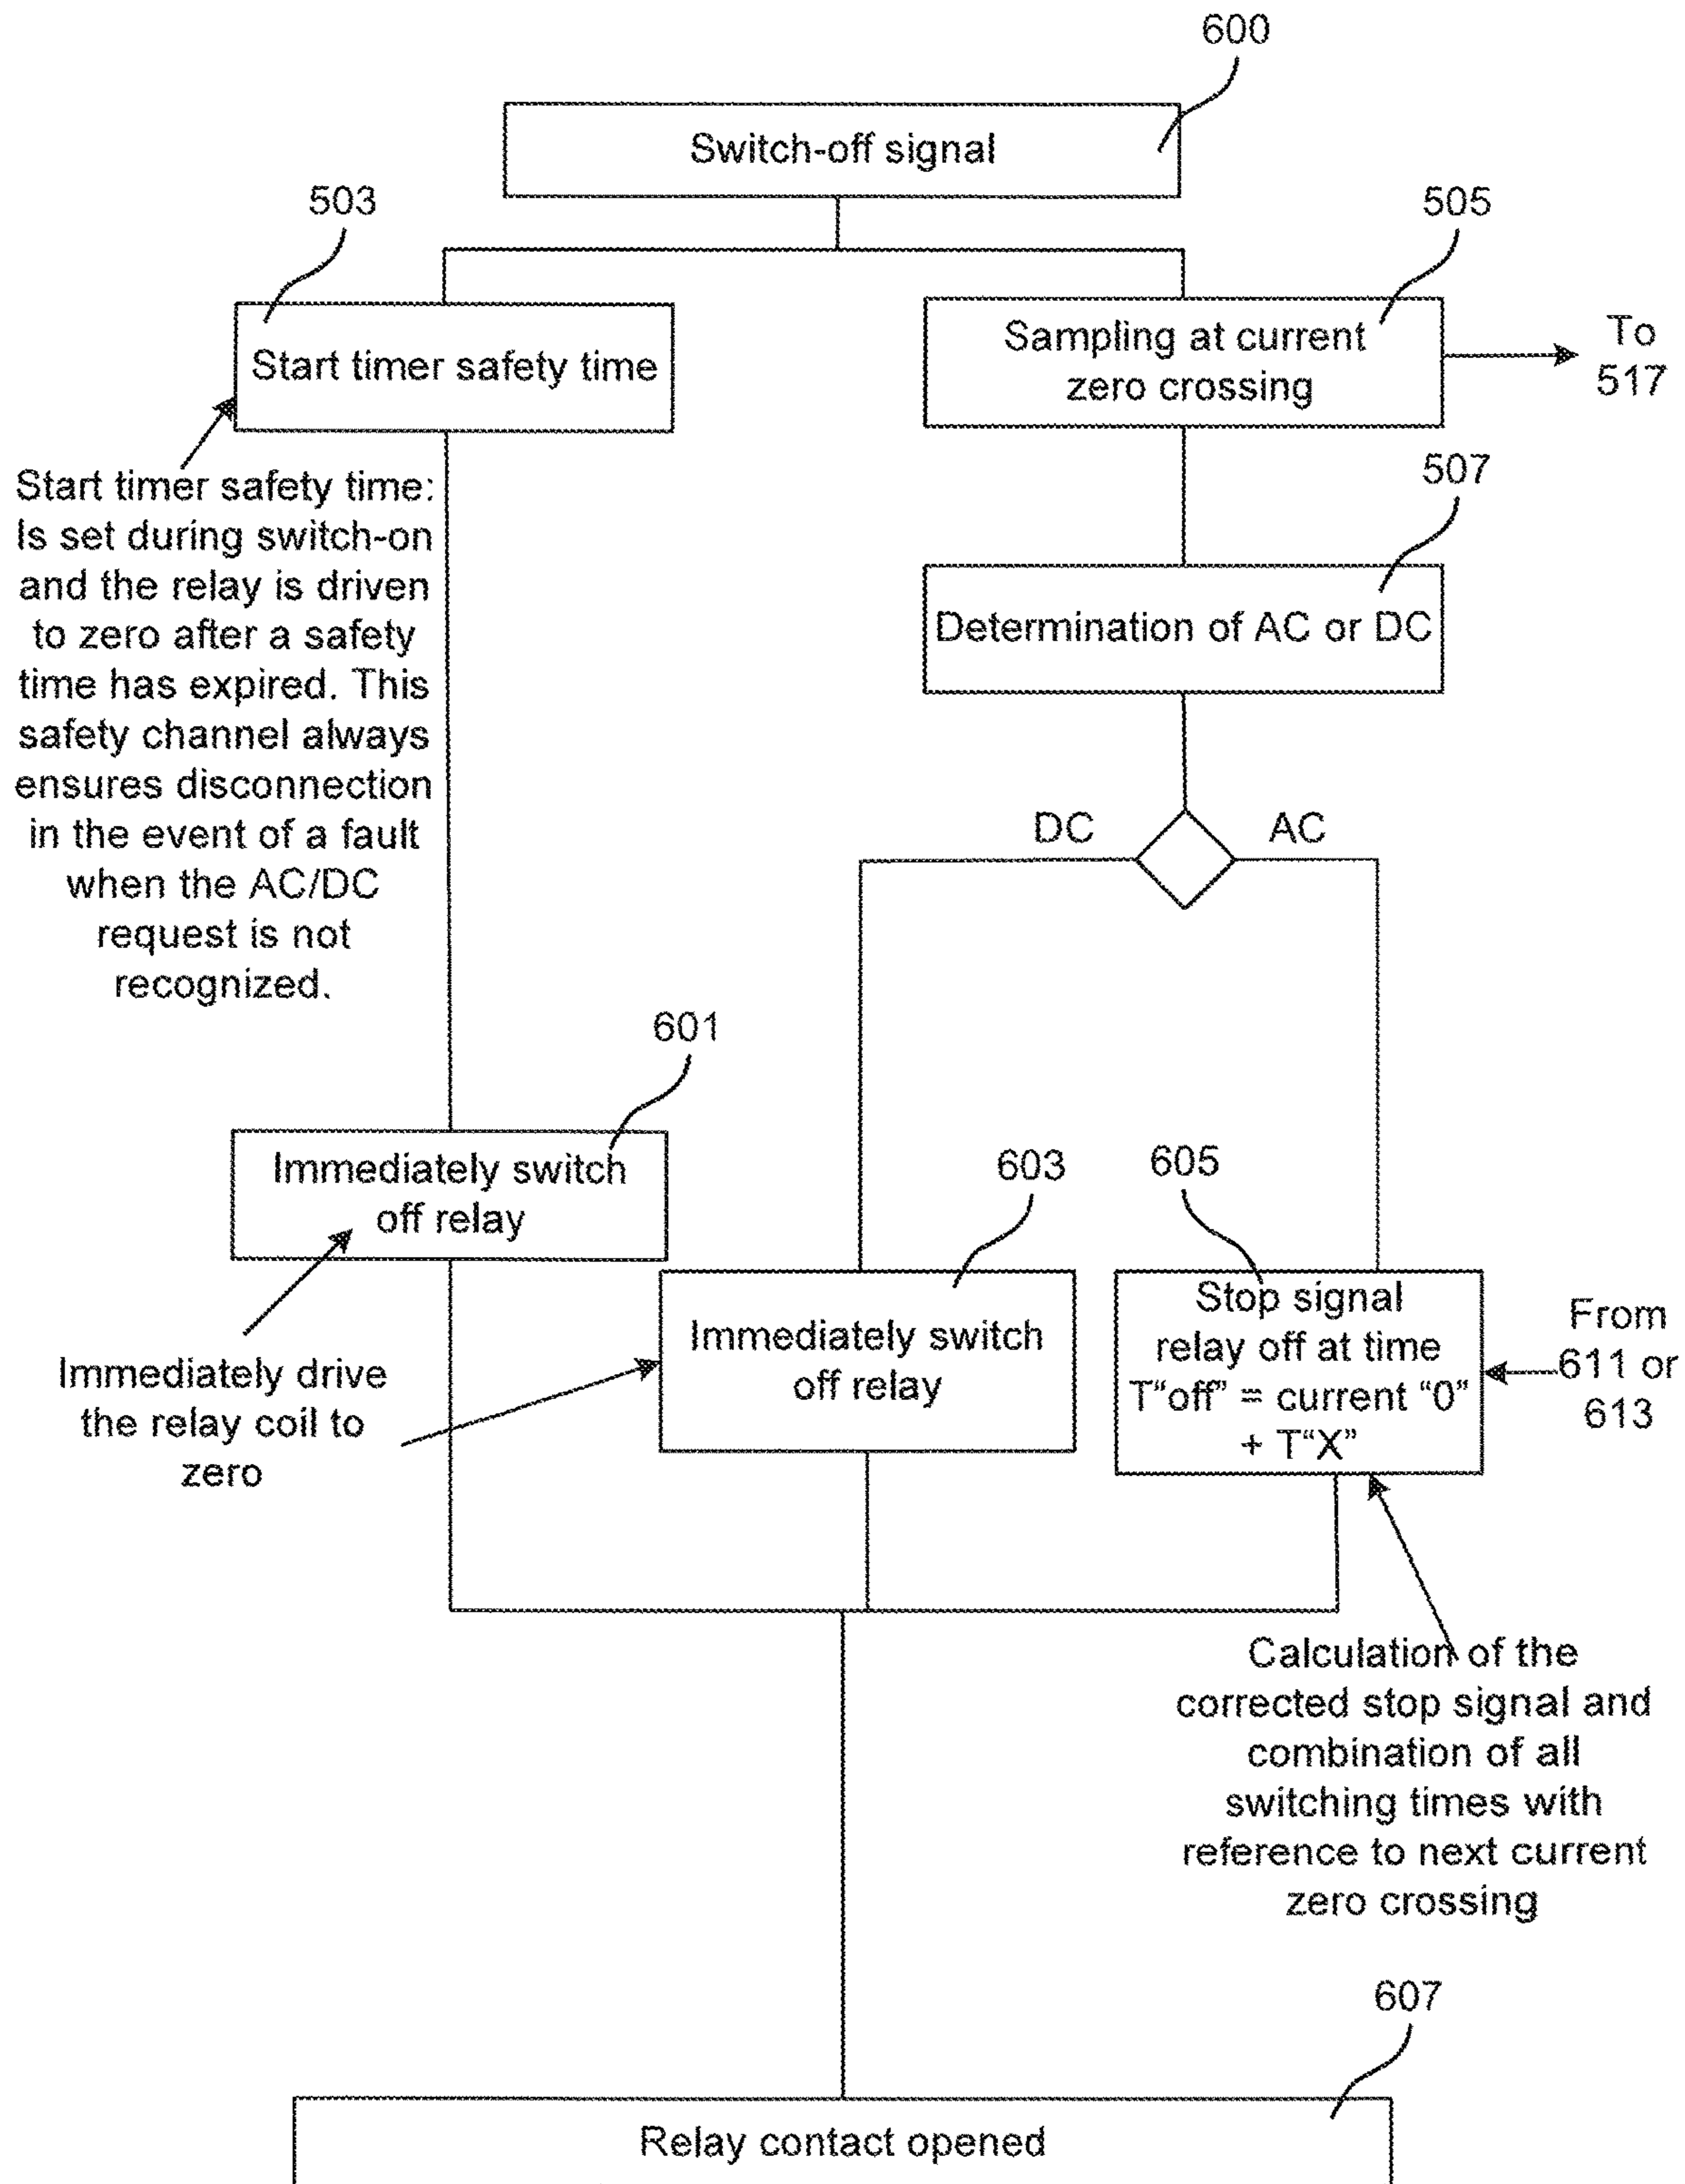 600
Switch-off signal
503
505
Start timer safety time
Sampling at current
zero crossing
To
517
Start timer safety time:
Is set during switch-on
and the relay is driven
to zero after a safety
time has expired. This
safety channel always
ensures disconnection
in the event of a fault
when the AC/DC
request is not
recognized.
507
Determination of AC or DC
DC
AC
601
Immediately switch
off relay
603
605
Immediately drive
the relay coil to
zero
Immediately switch
off relay
Stop signal
relay off at time
T“off” = current “0”
+ T“X”
From
611 or
613
Calculation of the
corrected stop signal and
combination of all
switching times with
reference to next current
zero crossing
607
Relay contact opened